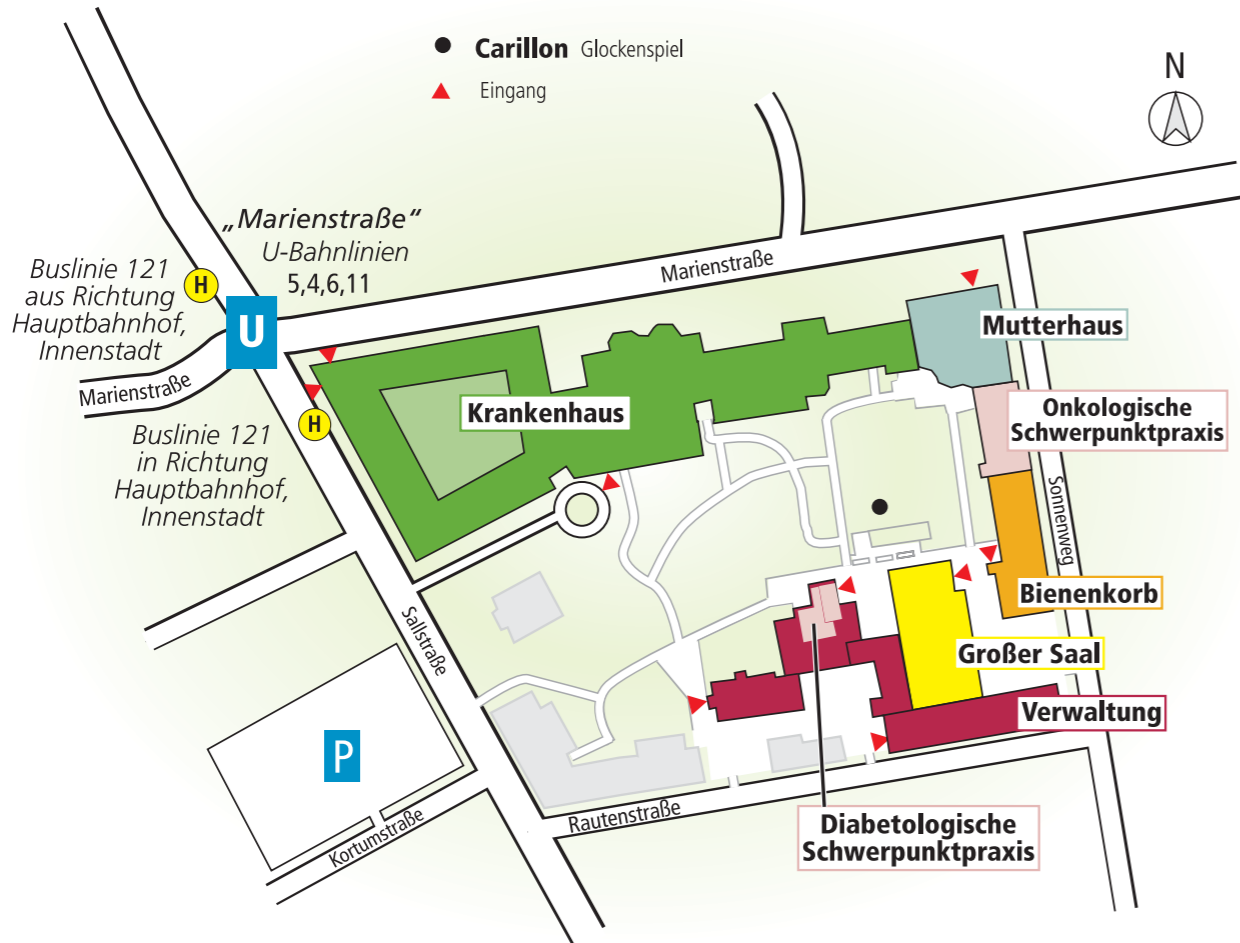 Carillon Glockenspiel
Eingang
N
„Marienstraße“
U-Bahnlinien
5,4,6,11
Buslinie 121
aus Richtung
Hauptbahnhof,
Innenstadt
H
U
Marienstraße
Marienstraße
Mutterhaus
Krankenhaus
Onkologische
Schwerpunktpraxis
H
Buslinie 121
in Richtung
Hauptbahnhof,
Innenstadt
Sonnenweg
Bienenkorb
Sallstraße
Großer Saal
Verwaltung
P
Rautenstraße
Kortumstraße
Diabetologische
Schwerpunktpraxis